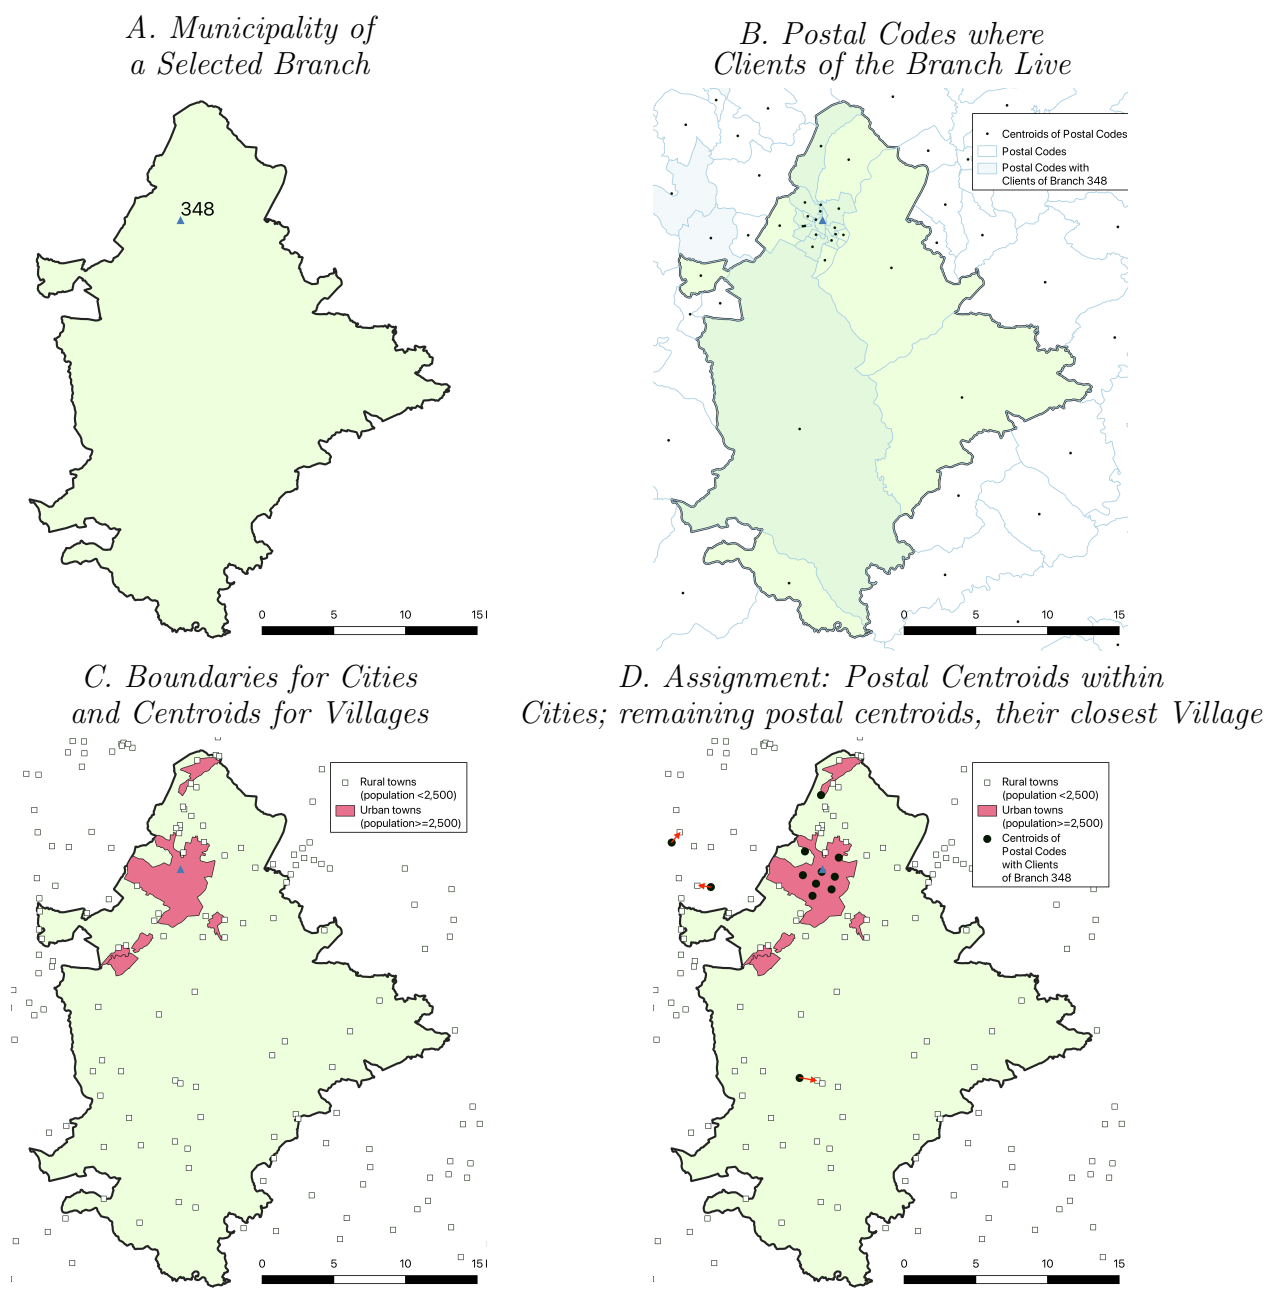 A. Municipality of
a Selected Branch
348
0 5 10 15
B. Postal Codes where
Clients of the Branch Live
Centroids of Postal Codes
Postal Codes
Postal Codes with
Clients of Branch 348
0 5 10 15
C. Boundaries for Cities
and Centroids for Villages
Rural towns
(population <2,500)
Urban towns
(population>=2,500)
0 5 10 15
D. Assignment: Postal Centroids within
Cities; remaining postal centroids, their closest Village
Rural towns
(population <2,500)
Urban towns
(population>=2,500)
Centroids of
Postal Codes
with Clients
of Branch 348
0 5 10 15